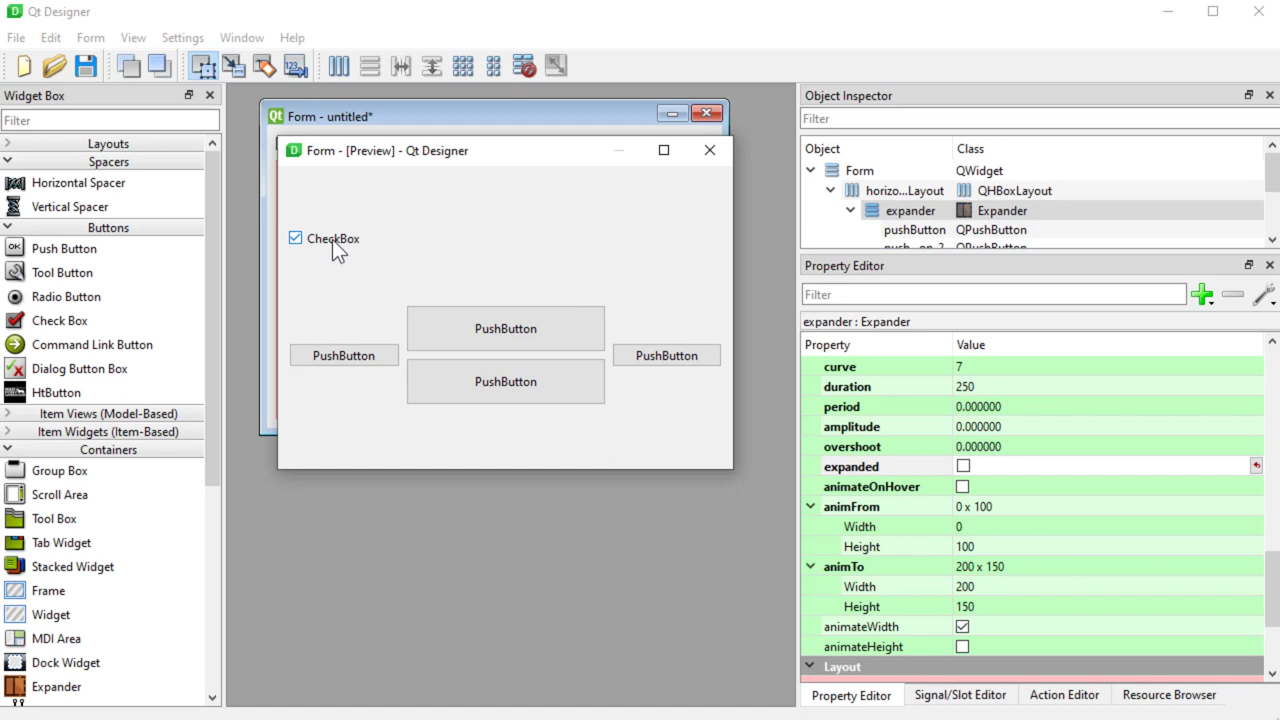 Qt Designer
File Edit Form View Settings Window Help
Widget Box
Filter
Layouts
Spacers
Horizontal Spacer
Vertical Spacer
Buttons
OK Push Button
Tool Button
Radio Button
Check Box
Command Link Button
Dialog Button Box
HtButton
Item Views (Model-Based)
Item Widgets (Item-Based)
Containers
Group Box
Scroll Area
Tool Box
Tab Widget
Stacked Widget
Frame
Widget
MDI Area
Dock Widget
Expander
Form - untitled*
Form - [Preview] - Qt Designer
CheckBox
PushButton
PushButton
PushButton
PushButton
Object Inspector
Filter
Object Class
Form QWidget
horizo...Layout QHBoxLayout
expander Expander
pushButton QPushButton
Property Editor
Filter
expander : Expander
Property Value
curve 7
duration 250
period 0.000000
amplitude 0.000000
overshoot 0.000000
expanded
animateOnHover
animFrom 0 x 100
Width 0
Height 100
animTo 200 x 150
Width 200
Height 150
animateWidth
animateHeight
Layout
Property Editor Signal/Slot Editor Action Editor Resource Browser